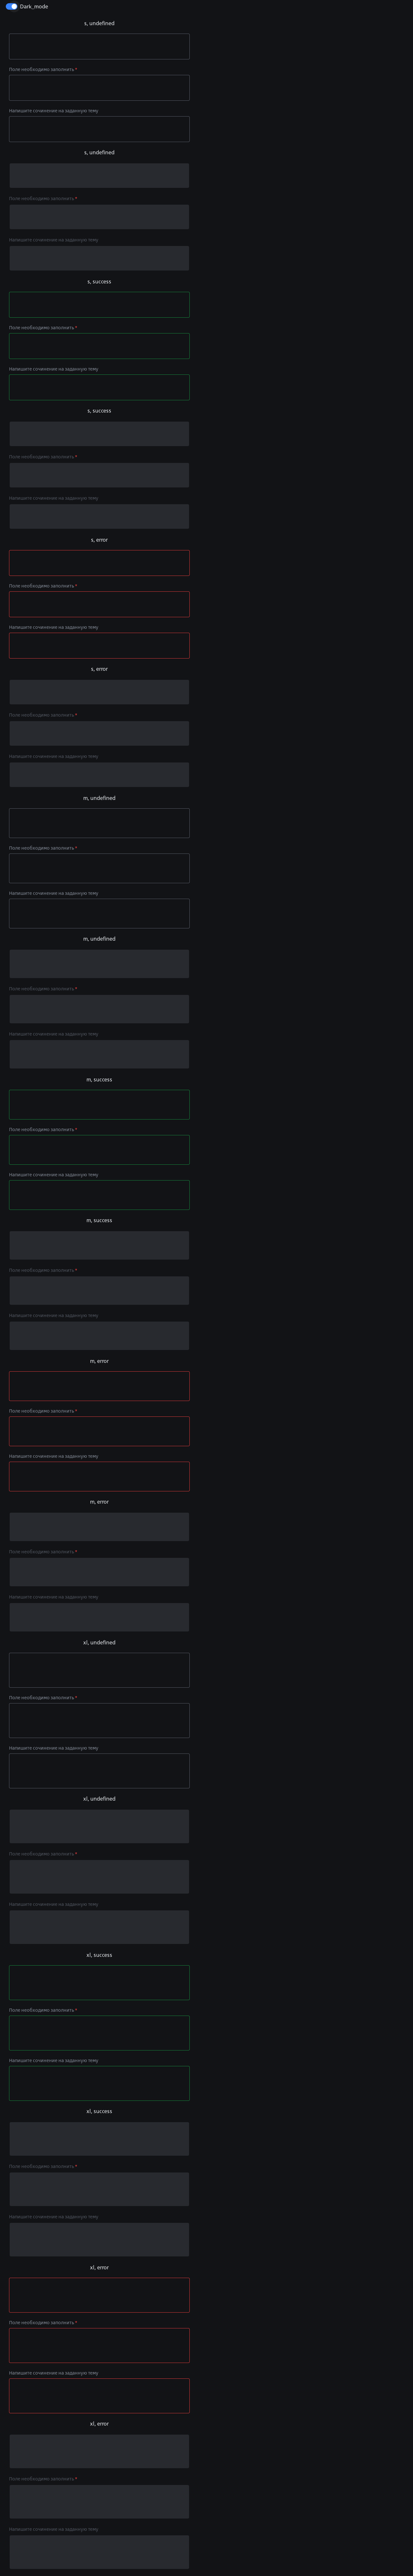 Dark_mode
s, undefined
Поле необходимо заполнить *
Напишите сочинение на заданную тему
s, undefined
Поле необходимо заполнить *
Напишите сочинение на заданную тему
s, success
Поле необходимо заполнить *
Напишите сочинение на заданную тему
s, success
Поле необходимо заполнить *
Напишите сочинение на заданную тему
s, error
Поле необходимо заполнить *
Напишите сочинение на заданную тему
s, error
Поле необходимо заполнить *
Напишите сочинение на заданную тему
m, undefined
Поле необходимо заполнить *
Напишите сочинение на заданную тему
m, undefined
Поле необходимо заполнить *
Напишите сочинение на заданную тему
m, success
Поле необходимо заполнить *
Напишите сочинение на заданную тему
m, success
Поле необходимо заполнить *
Напишите сочинение на заданную тему
m, error
Поле необходимо заполнить *
Напишите сочинение на заданную тему
m, error
Поле необходимо заполнить *
Напишите сочинение на заданную тему
xl, undefined
Поле необходимо заполнить *
Напишите сочинение на заданную тему
xl, undefined
Поле необходимо заполнить *
Напишите сочинение на заданную тему
xl, success
Поле необходимо заполнить *
Напишите сочинение на заданную тему
xl, success
Поле необходимо заполнить *
Напишите сочинение на заданную тему
xl, error
Поле необходимо заполнить *
Напишите сочинение на заданную тему
xl, error
Поле необходимо заполнить *
Напишите сочинение на заданную тему